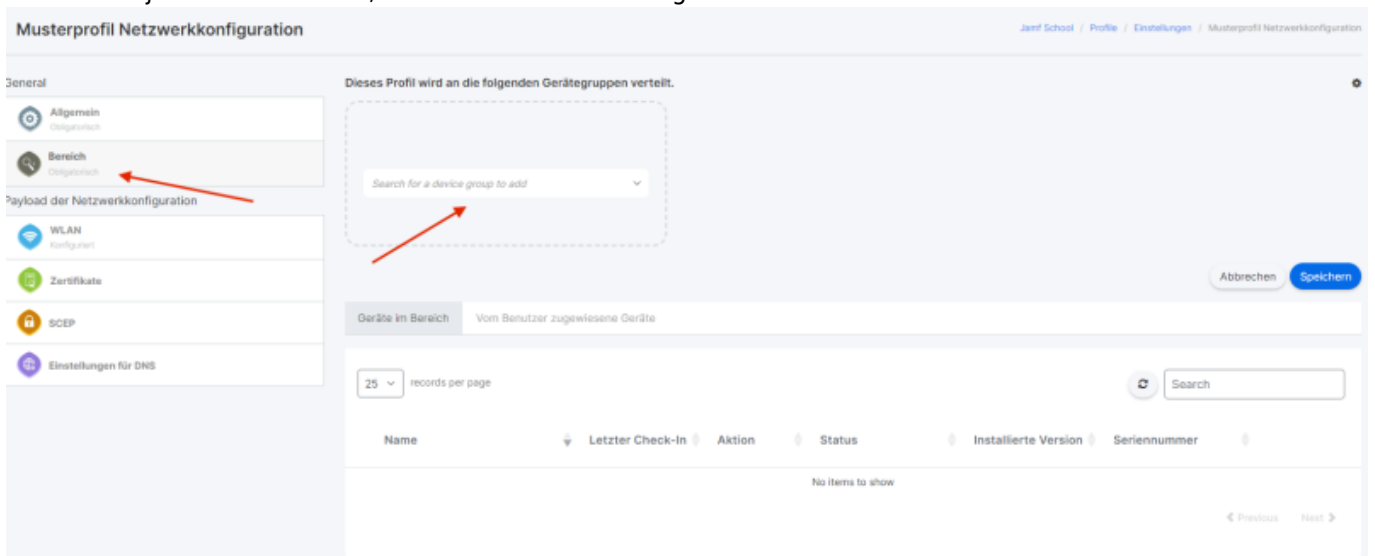 Musterprofil Netzwerkkonfiguration
Jamf School / Profile / Einstellungen / Musterprofil Netzwerkkonfiguration
General
Dieses Profil wird an die folgenden Gerätegruppen verteilt.
Allgemein
Obligatorisch
Bereich
Obligatorisch
Search for a device group to add
Payload der Netzwerkkonfiguration
WLAN
Konfiguriert
Zertifikate
Abbrechen Speichern
SCEP
Geräte im Bereich Vom Benutzer zugewiesene Geräte
Einstellungen für DNS
25 records per page
Search
Name Letzter Check-In Aktion Status Installierte Version Seriennummer
No items to show
Previous Next